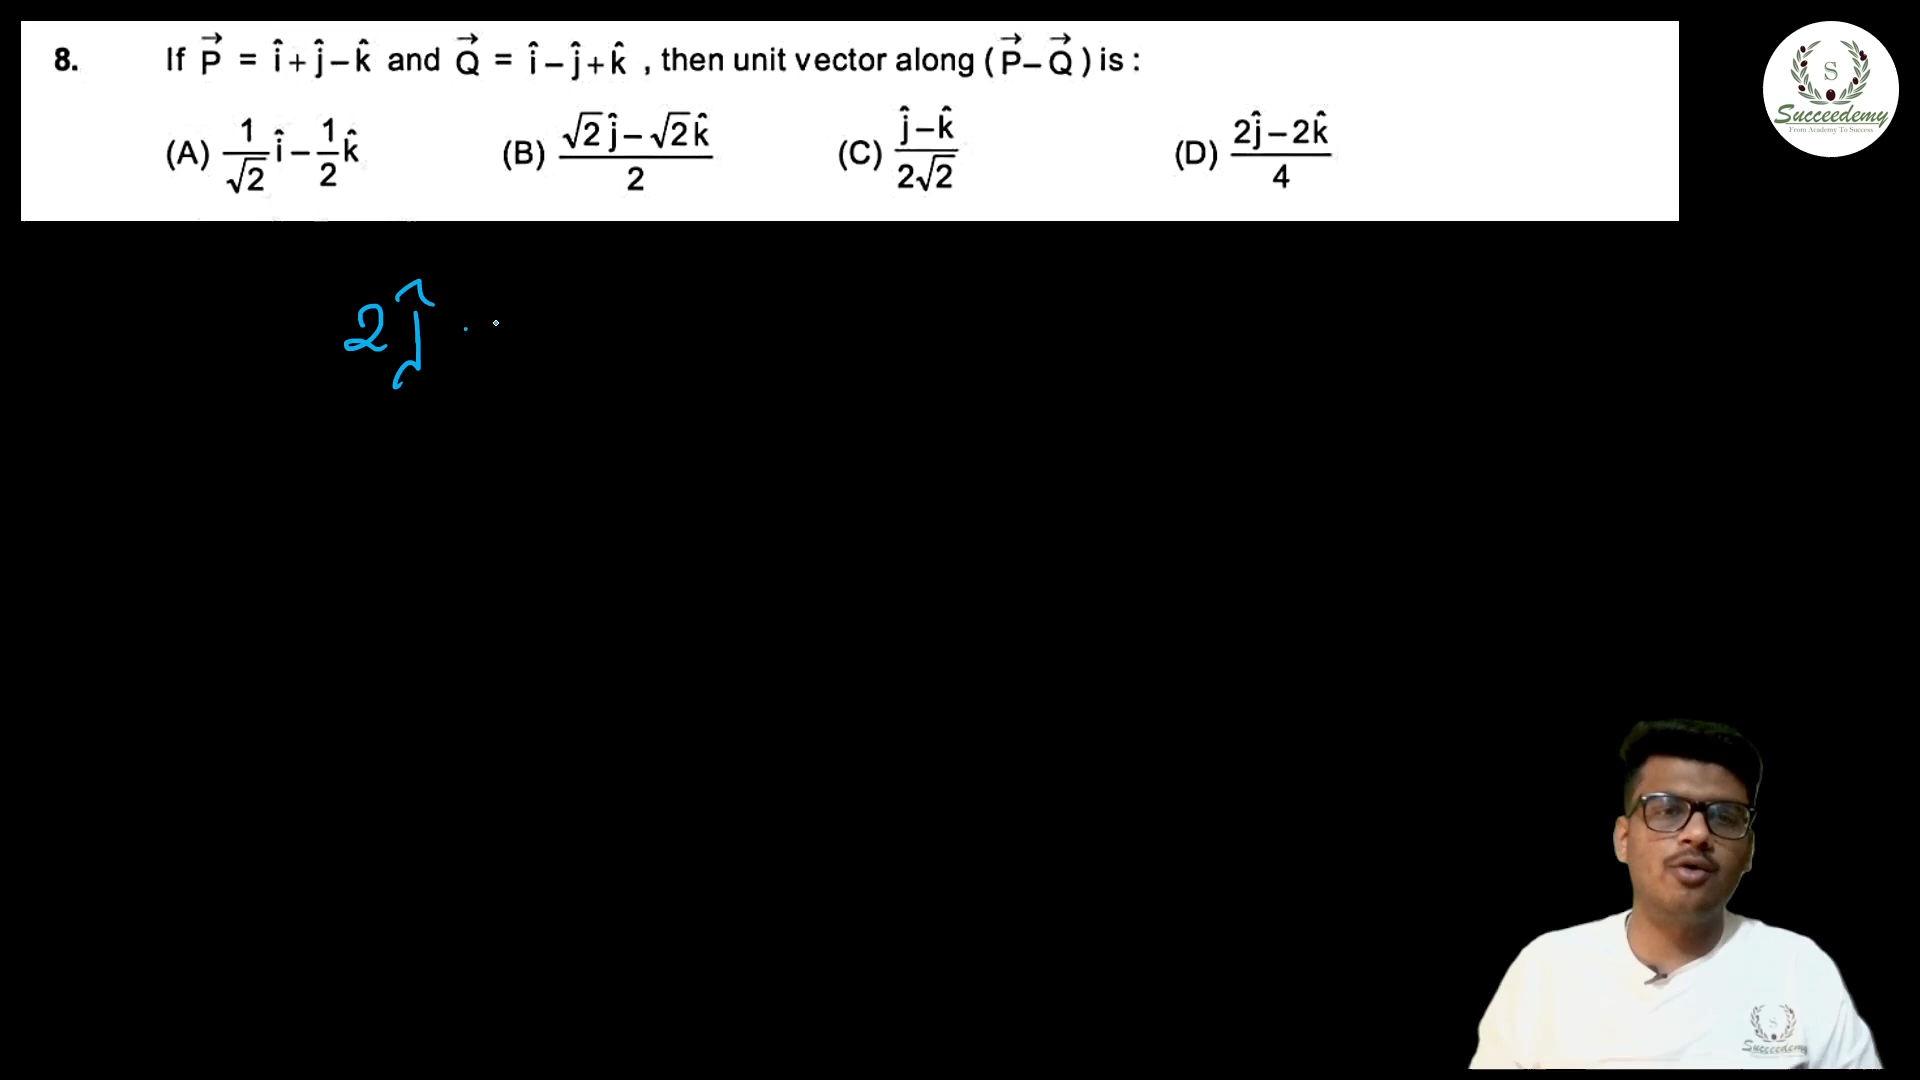 8. If P⃗ = î + ĵ – k̂ and Q⃗ = î – ĵ + k̂ , then unit vector along ( P⃗ – Q⃗ ) is :
(A) 1/√2 î – 1/2 k̂ (B) (√2 ĵ – √2 k̂)/2 (C) (ĵ – k̂)/(2√2) (D) (2ĵ – 2k̂)/4
S
Succeedemy
From Academy To Success
2ĵ
S
Succeedemy